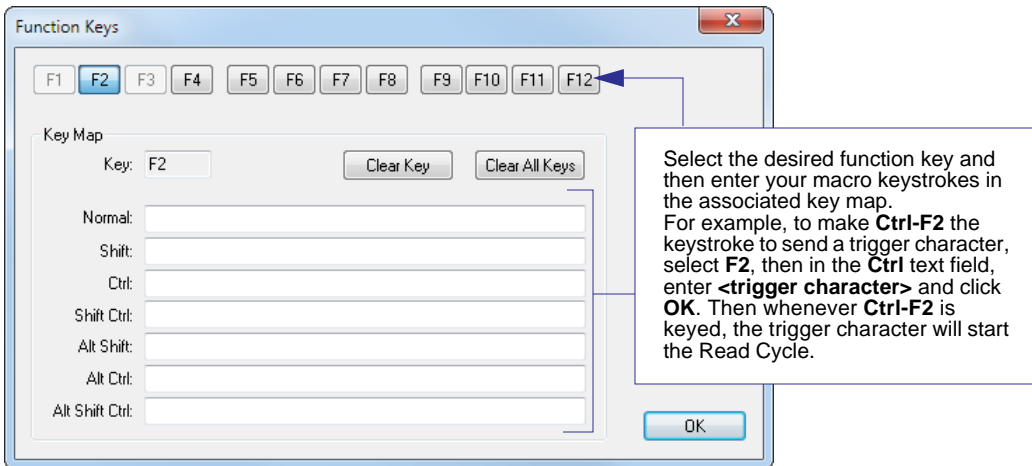 Function Keys
F1 F2 F3 F4 F5 F6 F7 F8 F9 F10 F11 F12
Key Map
Key: F2 Clear Key Clear All Keys
Normal:
Shift:
Ctrl:
Shift Ctrl:
Alt Shift:
Alt Ctrl:
Alt Shift Ctrl:
OK
Select the desired function key and
then enter your macro keystrokes in
the associated key map.
For example, to make Ctrl-F2 the
keystroke to send a trigger character,
select F2, then in the Ctrl text field,
enter <trigger character> and click
OK. Then whenever Ctrl-F2 is
keyed, the trigger character will start
the Read Cycle.